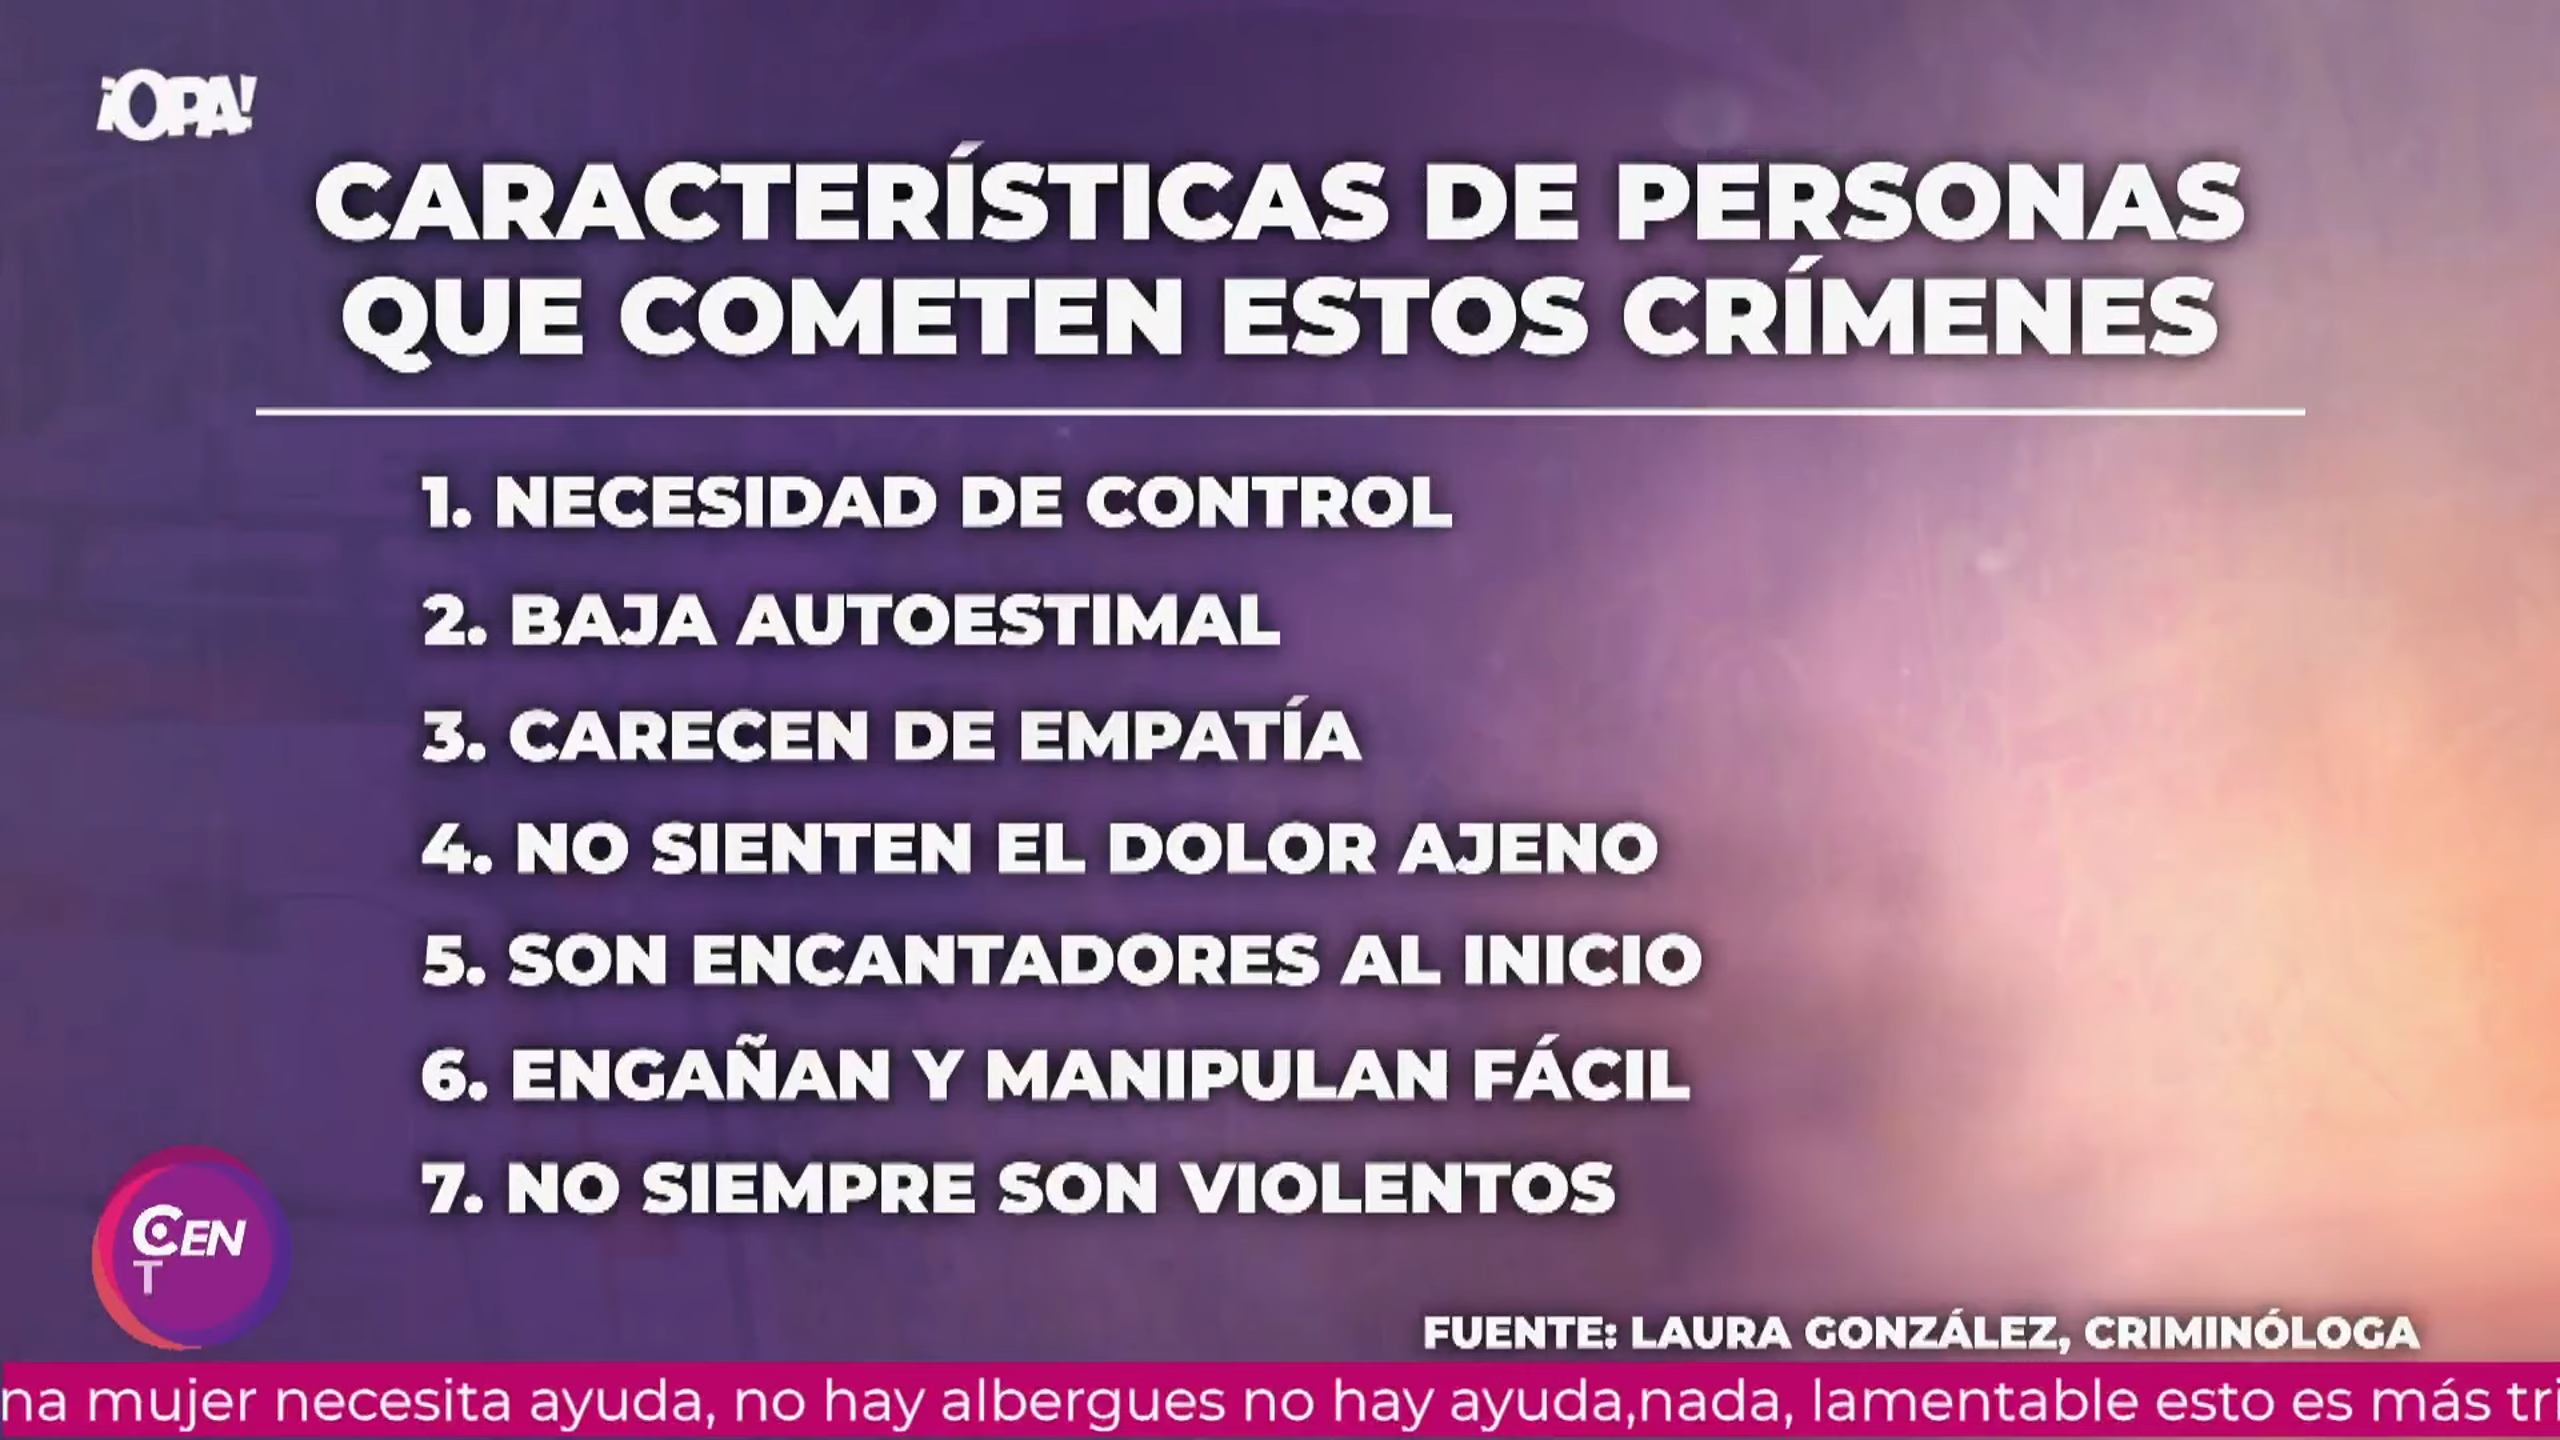 ¡OPA!
CARACTERÍSTICAS DE PERSONAS
QUE COMETEN ESTOS CRÍMENES
1. NECESIDAD DE CONTROL
2. BAJA AUTOESTIMAL
3. CARECEN DE EMPATÍA
4. NO SIENTEN EL DOLOR AJENO
5. SON ENCANTADORES AL INICIO
6. ENGAÑAN Y MANIPULAN FÁCIL
7. NO SIEMPRE SON VIOLENTOS
CEN
T
FUENTE: LAURA GONZÁLEZ, CRIMINÓLOGA
na mujer necesita ayuda, no hay albergues no hay ayuda,nada, lamentable esto es más tri